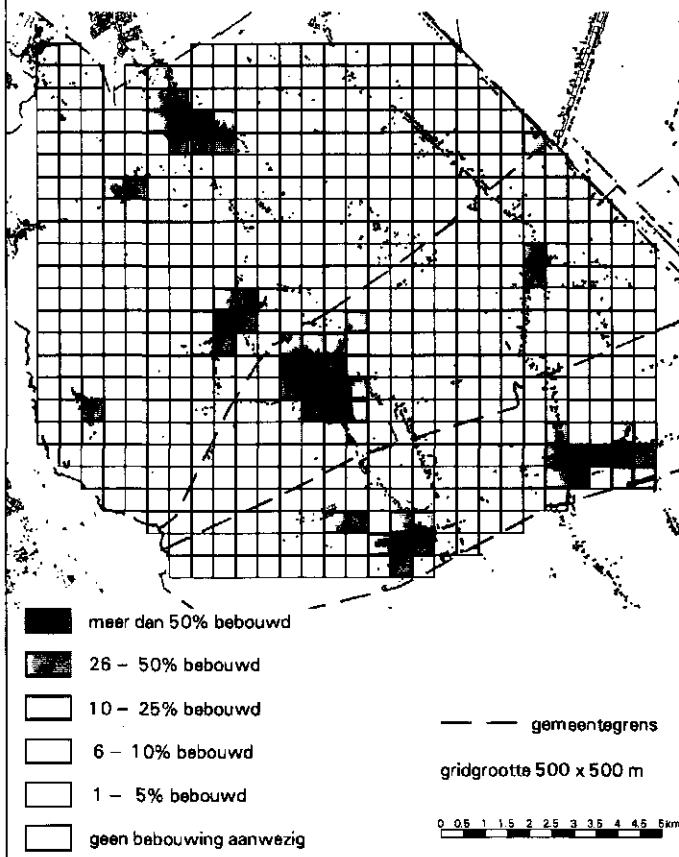 meer dan 50% bebouwd
26 – 50% bebouwd
10 – 25% bebouwd
6 – 10% bebouwd
1 – 5% bebouwd
geen bebouwing aanwezig
gemeentegrens
gridgrootte 500 x 500 m
0 0.5 1 1.5 2 2.5 3 3.5 4 4.5 5km